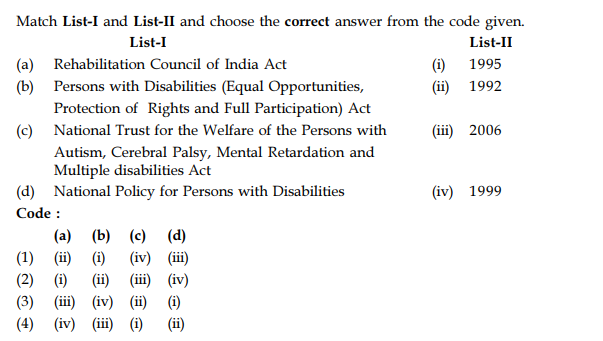 Match List-I and List-II and choose the correct answer from the code given.
List-I List-II
(a) Rehabilitation Council of India Act (i) 1995
(b) Persons with Disabilities (Equal Opportunities, (ii) 1992
Protection of Rights and Full Participation) Act
(c) National Trust for the Welfare of the Persons with (iii) 2006
Autism, Cerebral Palsy, Mental Retardation and
Multiple disabilities Act
(d) National Policy for Persons with Disabilities (iv) 1999
Code :
(a) (b) (c) (d)
(1) (ii) (i) (iv) (iii)
(2) (i) (ii) (iii) (iv)
(3) (iii) (iv) (ii) (i)
(4) (iv) (iii) (i) (ii)